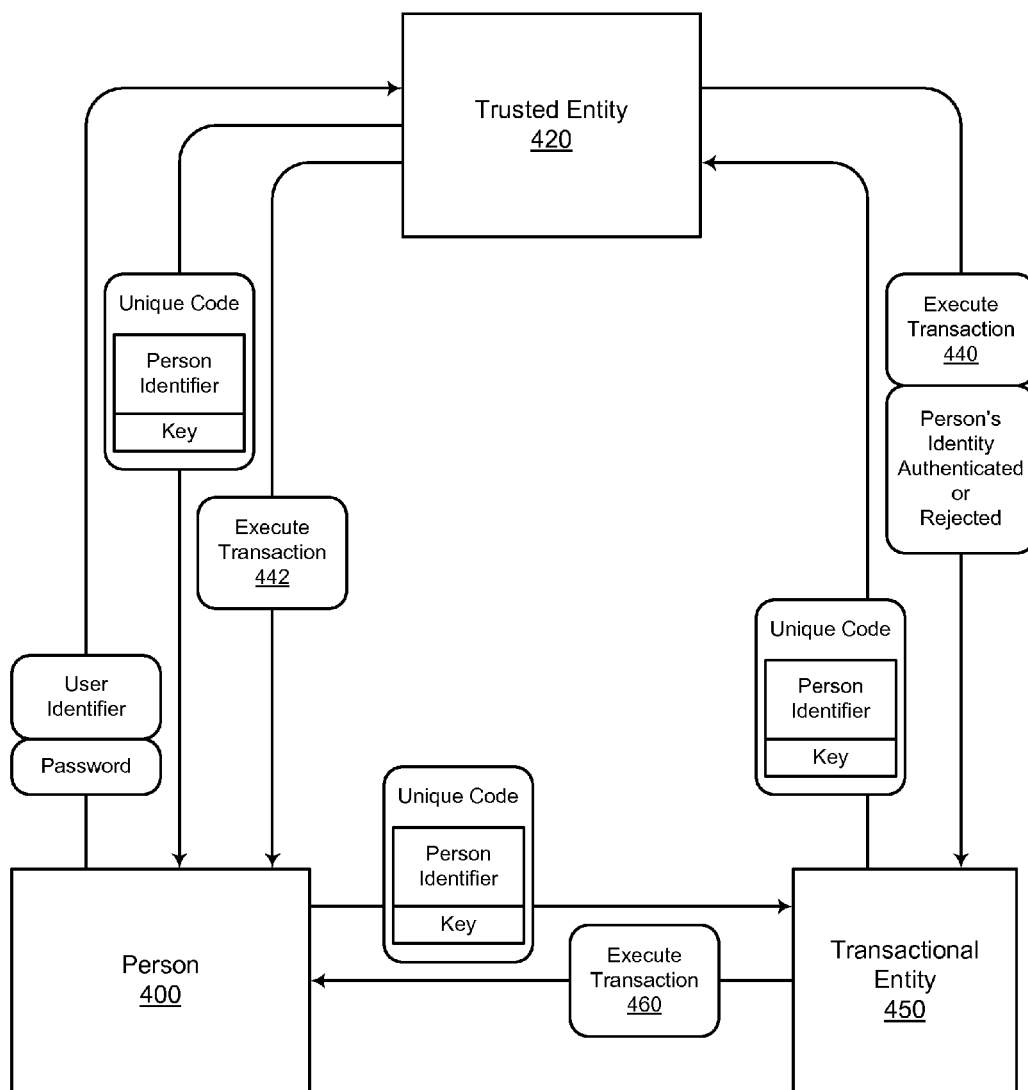 Trusted Entity
420
Unique Code
Person
Identifier
Key
Execute
Transaction
440
Person's
Identity
Authenticated
or
Rejected
Execute
Transaction
442
Unique Code
Person
Identifier
Key
User
Identifier
Password
Unique Code
Person
Identifier
Key
Person
400
Execute
Transaction
460
Transactional
Entity
450